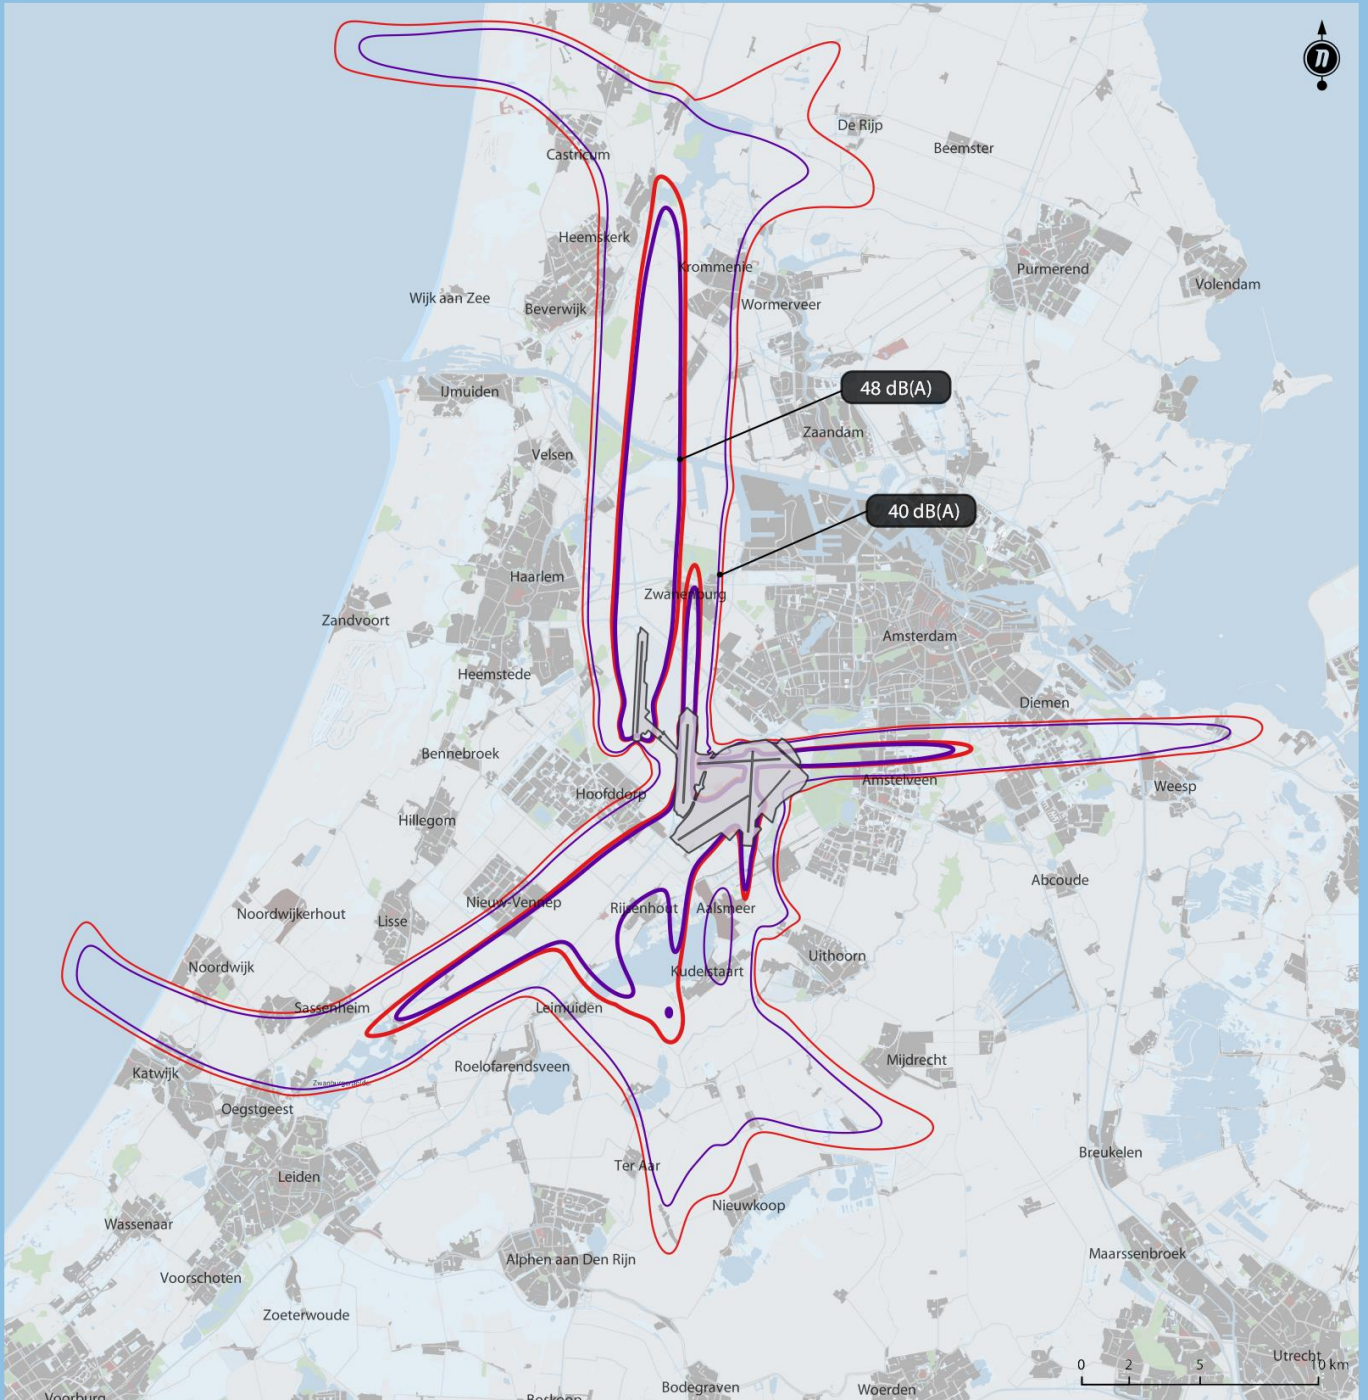 N
De Rijp
Beemster
Castricum
Heemskerk
Krommenie
Purmerend
Volendam
Wijk aan Zee
Wormerveer
Beverwijk
48 dB(A)
IJmuiden
Zaandam
Velsen
40 dB(A)
Haarlem
Zwanenburg
Zandvoort
Amsterdam
Heemstede
Diemen
Bennebroek
Amstelveen
Weesp
Hoofddorp
Hillegom
Abcoude
Nieuw-Vennep
Rijsenhout
Aalsmeer
Noordwijkerhout
Lisse
Uithoorn
Noordwijk
Kudelstaart
Sassenheim
Leimuiden
Mijdrecht
Roelofarendsveen
Katwijk
Oegstgeest
Breukelen
Ter Aar
Leiden
Nieuwkoop
Wassenaar
Maarssenbroek
Alphen aan Den Rijn
Voorschoten
Zoeterwoude
Utrecht
0 2 5 10 km
Bodegraven
Woerden
Voorburg
Boskoop